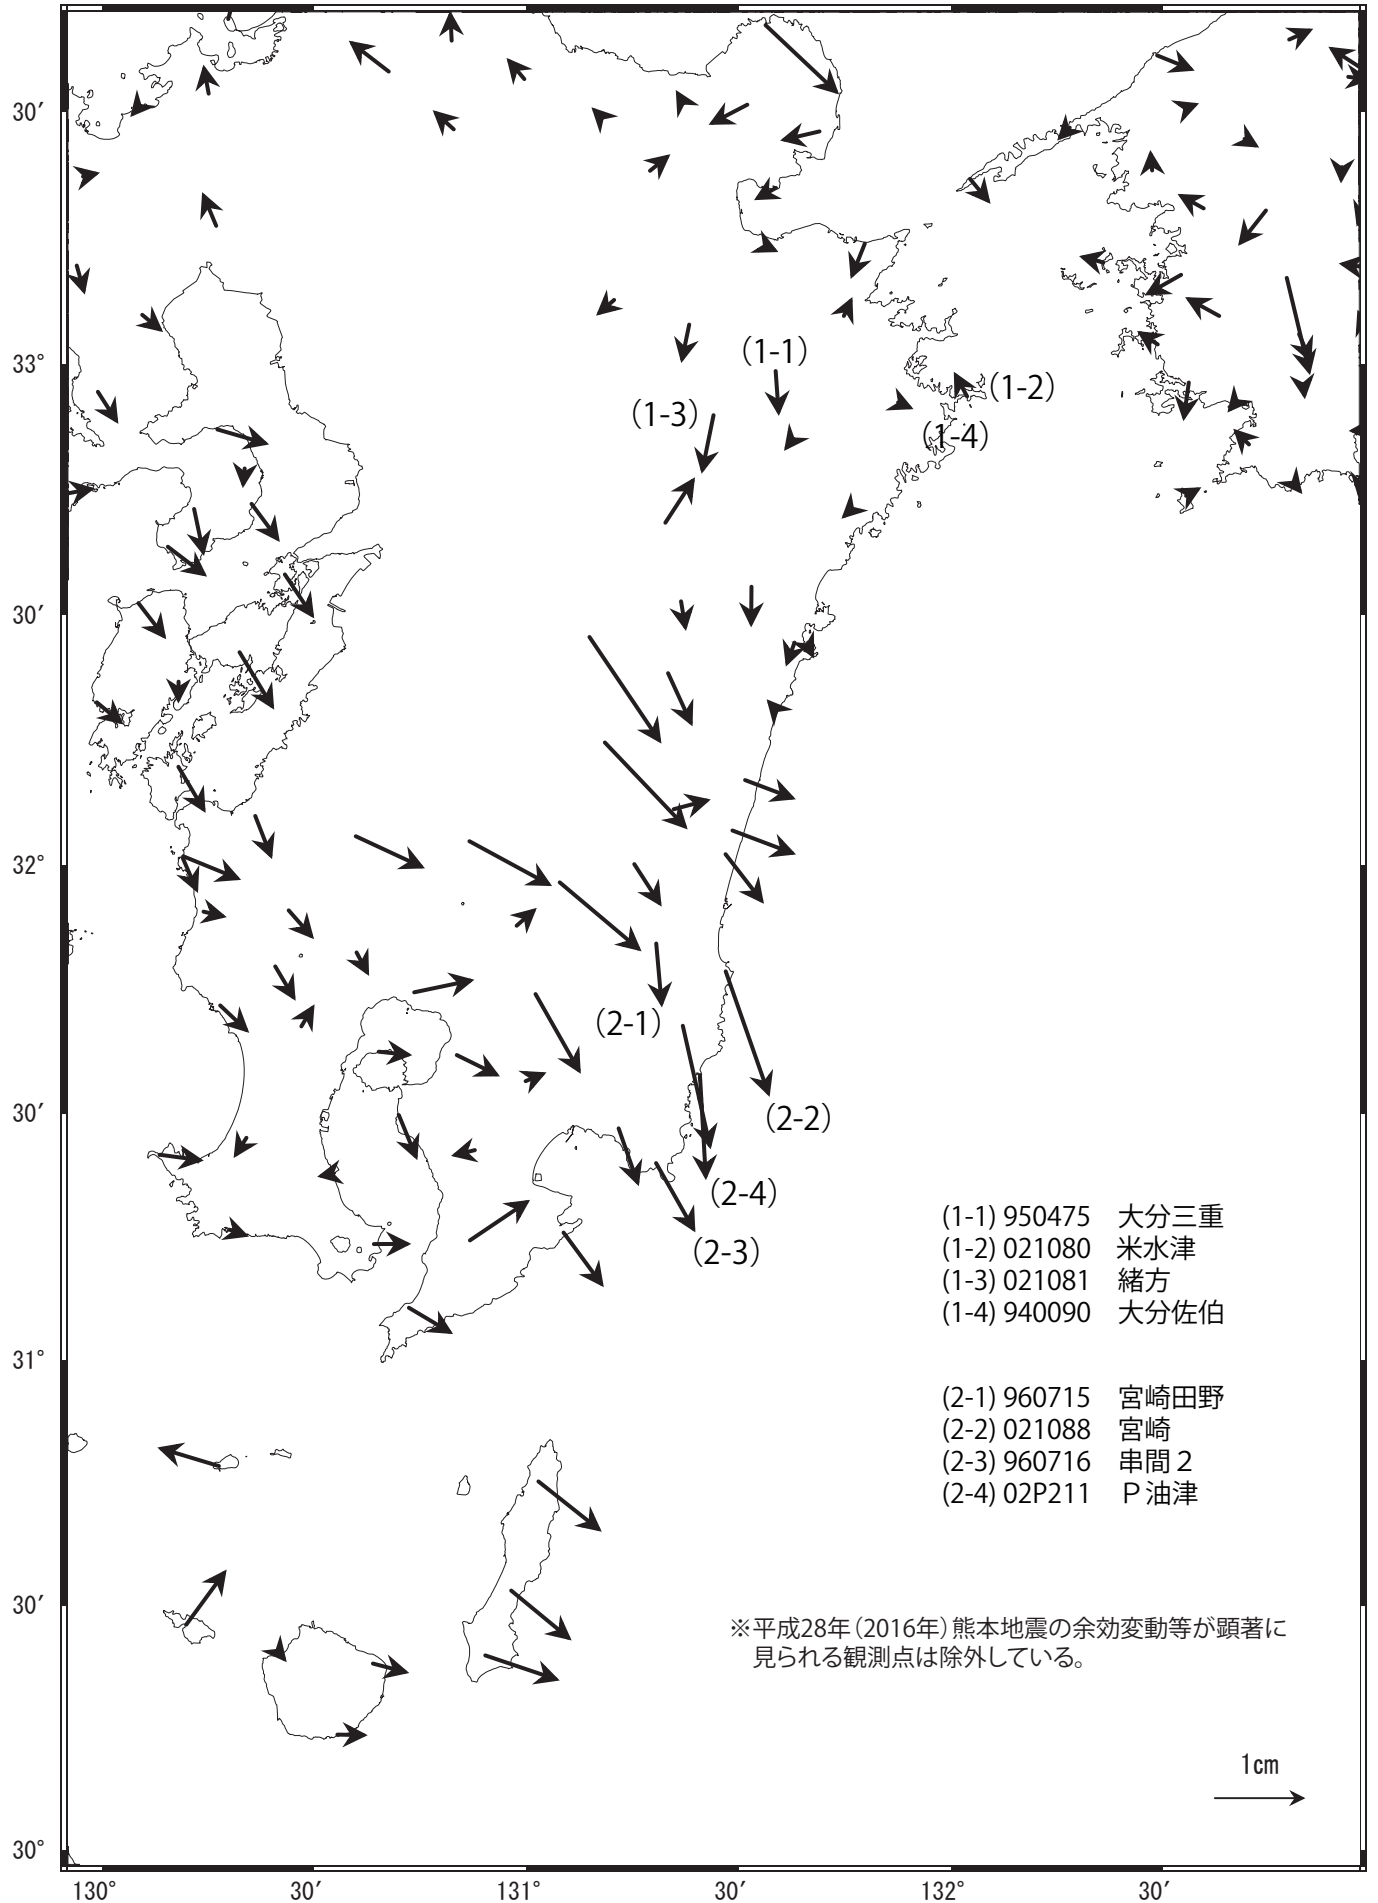 30′
33°
30′
32°
30′
31°
30′
30°
130°
30′
131°
30′
132°
30′
(1-1)
(1-2)
(1-3)
(1-4)
(2-1)
(2-2)
(2-4)
(2-3)
(1-1) 950475 大分三重
(1-2) 021080 米水津
(1-3) 021081 緒方
(1-4) 940090 大分佐伯
(2-1) 960715 宮崎田野
(2-2) 021088 宮崎
(2-3) 960716 串間２
(2-4) 02P211 Ｐ油津
※平成28年(2016年)熊本地震の余効変動等が顕著に
見られる観測点は除外している。
1cm